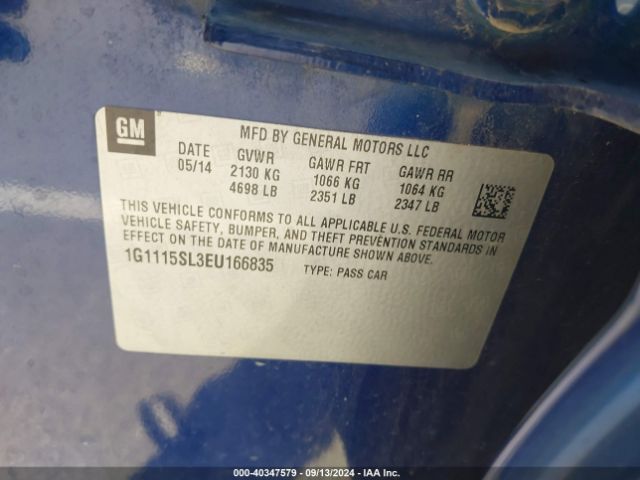 GM
MFD BY GENERAL MOTORS LLC
DATE GVWR GAWR FRT GAWR RR
05/14 2130 KG 1066 KG 1064 KG
4698 LB 2351 LB 2347 LB
THIS VEHICLE CONFORMS TO ALL APPLICABLE U.S. FEDERAL MOTOR
VEHICLE SAFETY, BUMPER, AND THEFT PREVENTION STANDARDS IN
EFFECT ON THE DATE OF MANUFACTURE SHOWN ABOVE.
1G1115SL3EU166835 TYPE: PASS CAR
000-40347579 - 09/13/2024 - IAA Inc.